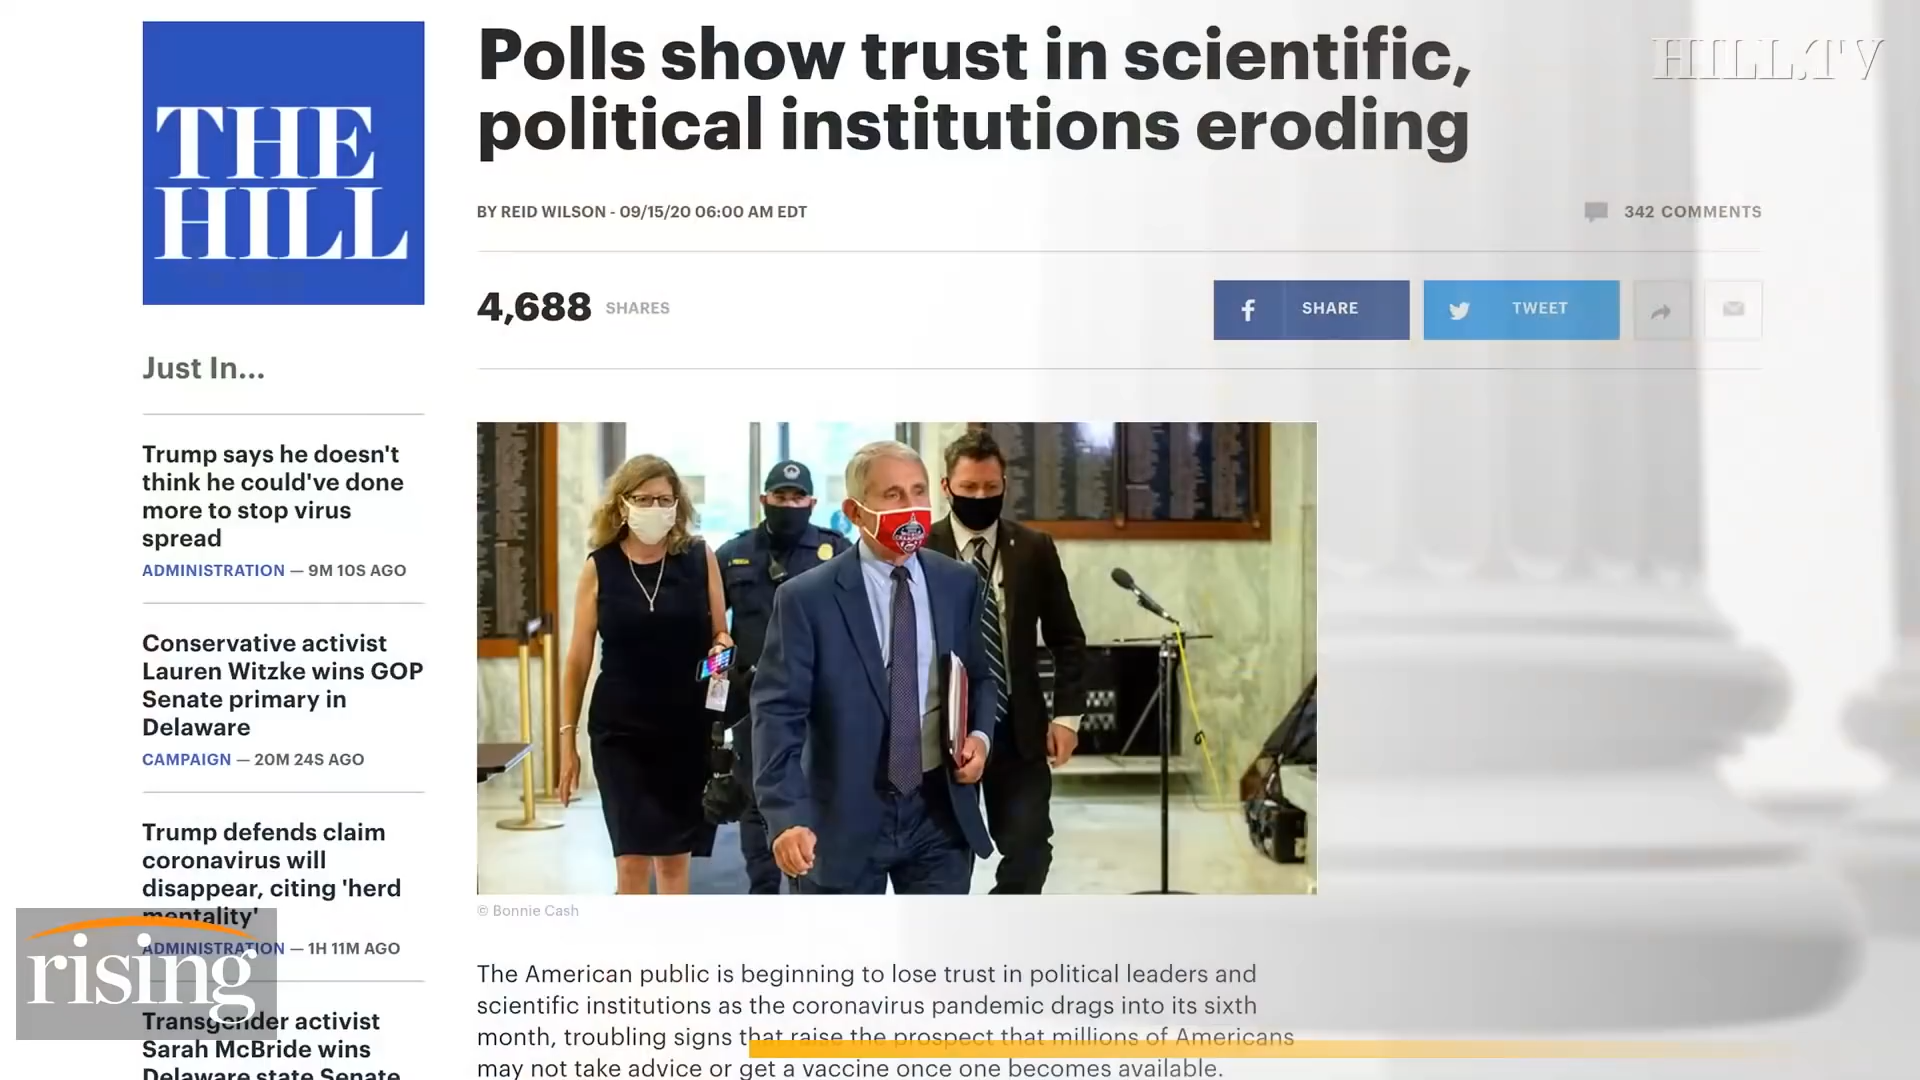 THE
HILL
Polls show trust in scientific,
political institutions eroding
HILL.TV
BY REID WILSON - 09/15/20 06:00 AM EDT
342 COMMENTS
4,688 SHARES
SHARE
TWEET
Just In...
Trump says he doesn't
think he could've done
more to stop virus
spread
ADMINISTRATION — 9M 10S AGO
Conservative activist
Lauren Witzke wins GOP
Senate primary in
Delaware
CAMPAIGN — 20M 24S AGO
Trump defends claim
coronavirus will
disappear, citing 'herd
mentality'
ADMINISTRATION — 1H 11M AGO
Transgender activist
Sarah McBride wins
Delaware state Senate
rising
© Bonnie Cash
The American public is beginning to lose trust in political leaders and
scientific institutions as the coronavirus pandemic drags into its sixth
month, troubling signs that raise the prospect that millions of Americans
may not take advice or get a vaccine once one becomes available.